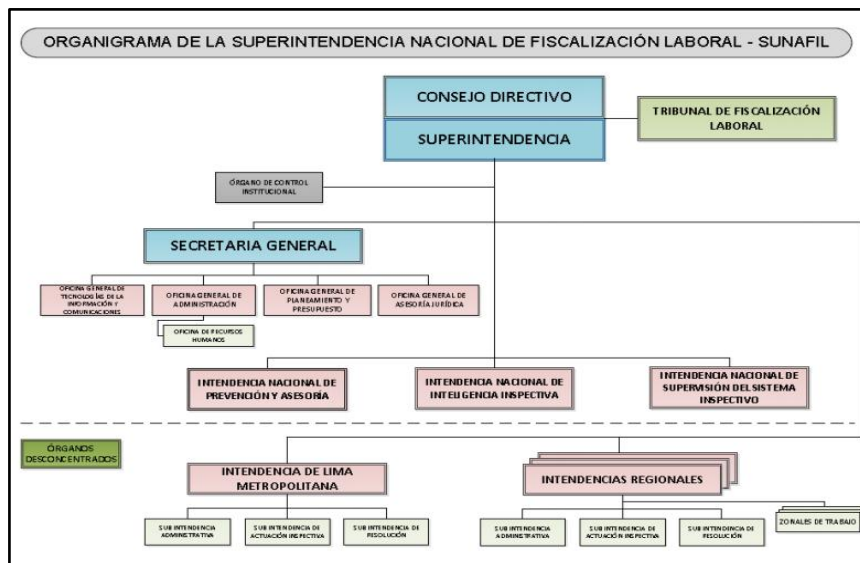 ORGANIGRAMA DE LA SUPERINTENDENCIA NACIONAL DE FISCALIZACIÓN LABORAL - SUNAFIL
CONSEJO DIRECTIVO
SUPERINTENDENCIA
TRIBUNAL DE FISCALIZACIÓN
LABORAL
ÓRGANO DE CONTROL
INSTITUCIONAL
SECRETARIA GENERAL
OFICINA GENERAL DE
TECNOLOGÍAS DE LA
INFORMACIÓN Y
COMUNICACIONES
OFICINA GENERAL DE
ADMINISTRACIÓN
OFICINA GENERAL DE
PLANEAMIENTO Y
PRESUPUESTO
OFICINA GENERAL DE
ASESORÍA JURÍDICA
OFICINA DE RECURSOS
HUMANOS
INTENDENCIA NACIONAL DE
PREVENCIÓN Y ASESORÍA
INTENDENCIA NACIONAL DE
INTELIGENCIA INSPECTIVA
INTENDENCIA NACIONAL DE
SUPERVISIÓN DEL SISTEMA
INSPECTIVO
ÓRGANOS
DESCONCENTRADOS
INTENDENCIA DE LIMA
METROPOLITANA
INTENDENCIAS REGIONALES
SUB INTENDENCIA
ADMINISTRATIVA
SUB INTENDENCIA DE
ACTUACIÓN INSPECTIVA
SUB INTENDENCIA DE
RESOLUCIÓN
SUB INTENDENCIA
ADMINISTRATIVA
SUB INTENDENCIA DE
ACTUACIÓN INSPECTIVA
SUB INTENDENCIA DE
RESOLUCIÓN
ZONALES DE TRABAJO